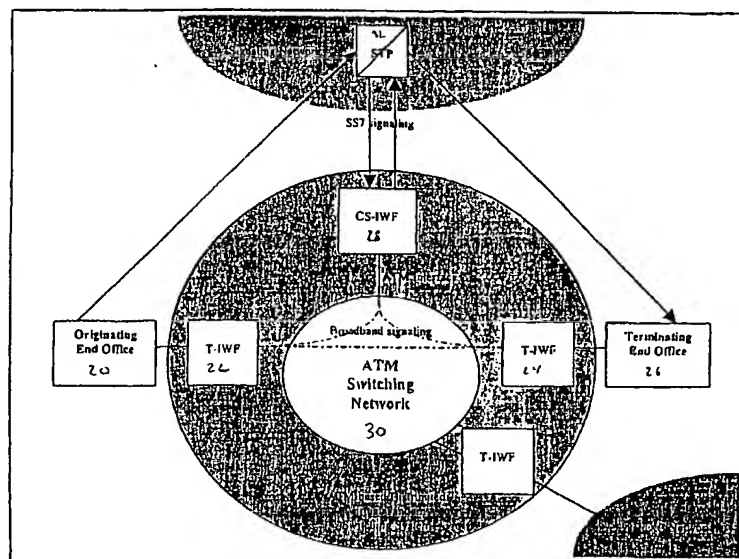 STP
SS7 signaling
CS-IWF
28
Broadband signaling
Originating
End Office
20
T-IWF
22
ATM
Switching
Network
30
T-IWF
24
Terminating
End Office
26
T-IWF